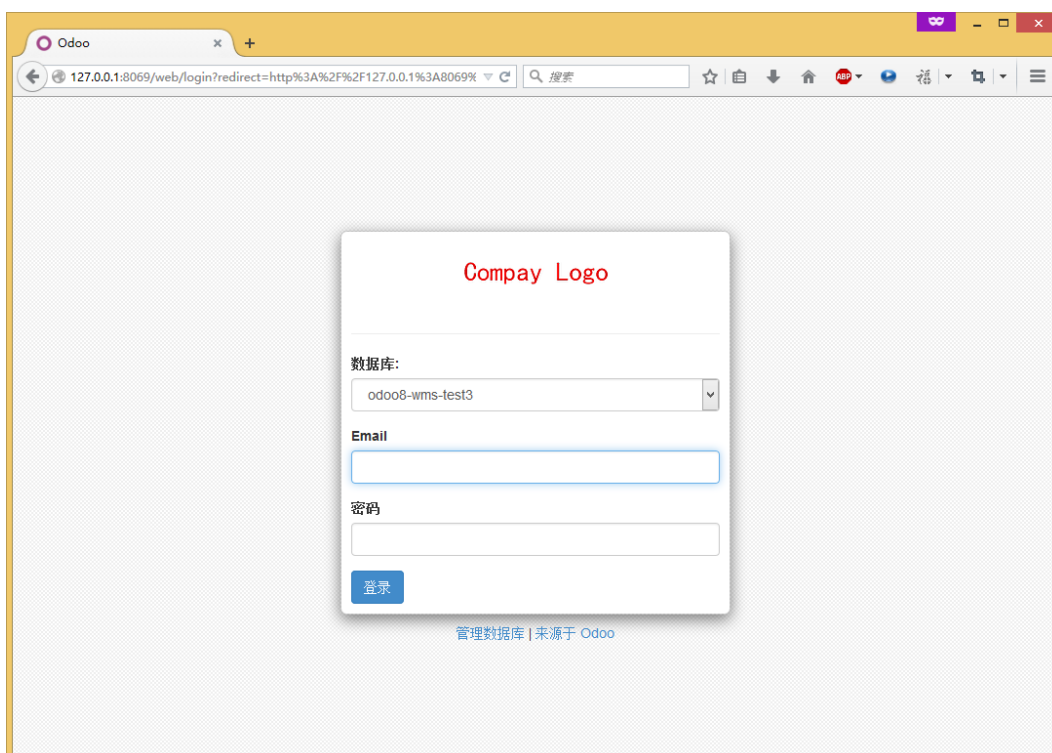 Odoo
127.0.0.1:8069/web/login?redirect=http%3A%2F%2F127.0.0.1%3A8069%
搜索
ABP
福
Compay Logo
数据库:
odoo8-wms-test3
Email
密码
登录
管理数据库 | 来源于 Odoo